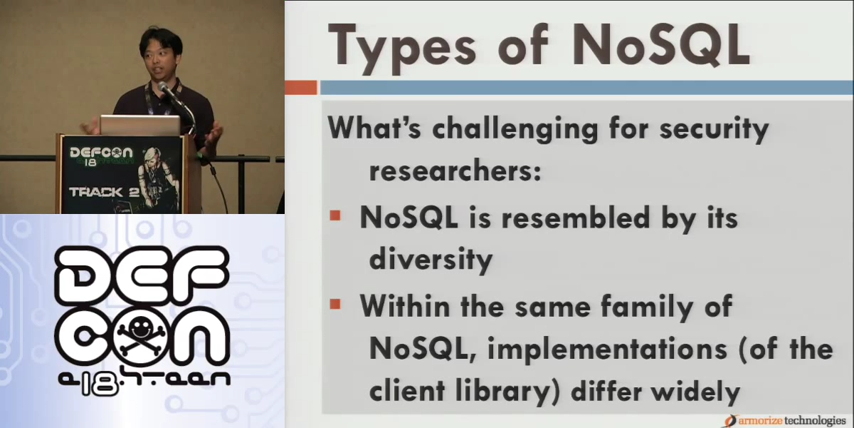 Types of NoSQL
What's challenging for security
researchers:
NoSQL is resembled by its
diversity
Within the same family of
NoSQL, implementations (of the
client library) differ widely
armorize technologies
DEFCON
18
TRACK 2
DEF
CON
e18hteen